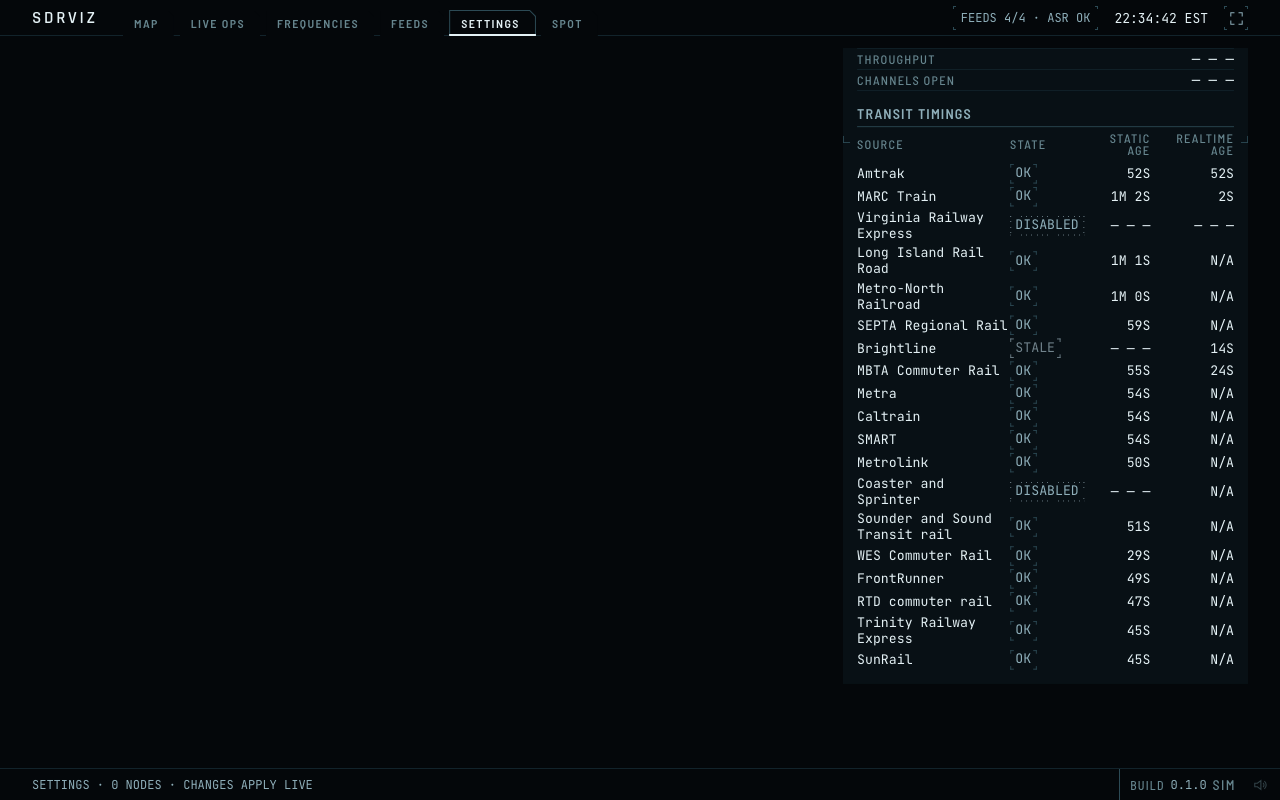 SDRVIZ MAP LIVE OPS FREQUENCIES FEEDS SETTINGS SPOT FEEDS 4/4 · ASR OK 22:34:42 EST
THROUGHPUT — — —
CHANNELS OPEN — — —
TRANSIT TIMINGS
SOURCE STATE STATIC AGE REALTIME AGE
Amtrak OK 52S 52S
MARC Train OK 1M 2S 2S
Virginia Railway Express DISABLED — — — — — —
Long Island Rail Road OK 1M 1S N/A
Metro-North Railroad OK 1M 0S N/A
SEPTA Regional Rail OK 59S N/A
Brightline STALE — — — 14S
MBTA Commuter Rail OK 55S 24S
Metra OK 54S N/A
Caltrain OK 54S N/A
SMART OK 54S N/A
Metrolink OK 50S N/A
Coaster and Sprinter DISABLED — — — N/A
Sounder and Sound Transit rail OK 51S N/A
WES Commuter Rail OK 29S N/A
FrontRunner OK 49S N/A
RTD commuter rail OK 47S N/A
Trinity Railway Express OK 45S N/A
SunRail OK 45S N/A
SETTINGS · 0 NODES · CHANGES APPLY LIVE BUILD 0.1.0 SIM